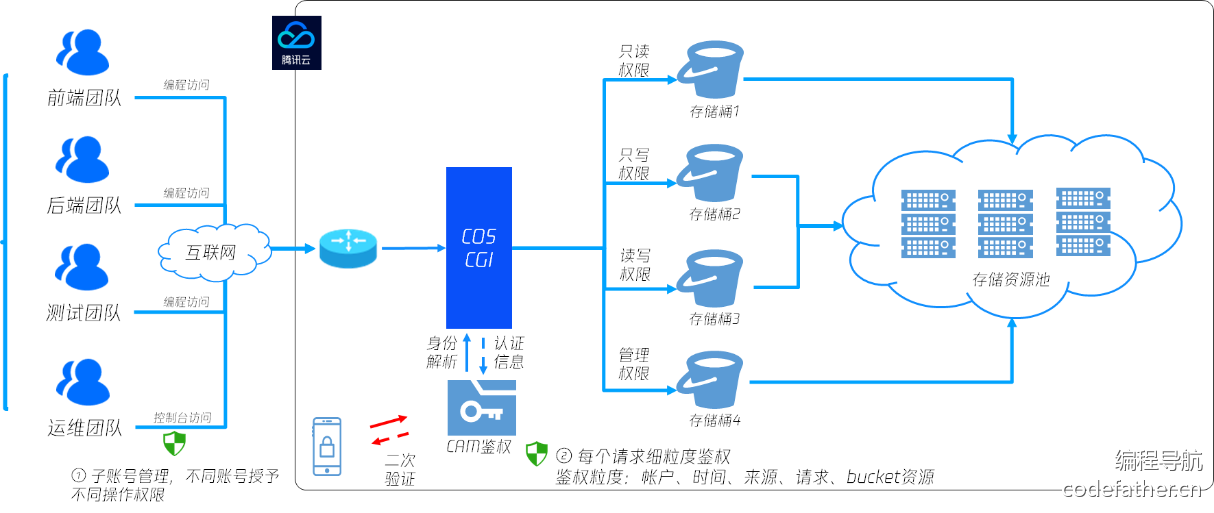 腾讯云
前端团队
编程访问
后端团队
编程访问
测试团队
编程访问
运维团队
控制台访问
互联网
COS
CGI
身份
解析
认证
信息
CAM鉴权
二次
验证
只读
权限
存储桶1
只写
权限
存储桶2
读写
权限
存储桶3
管理
权限
存储桶4
存储资源池
① 子账号管理，不同账号授予
不同操作权限
② 每个请求细粒度鉴权
鉴权粒度：帐户、时间、来源、请求、bucket资源
编程导航
codefather.cn